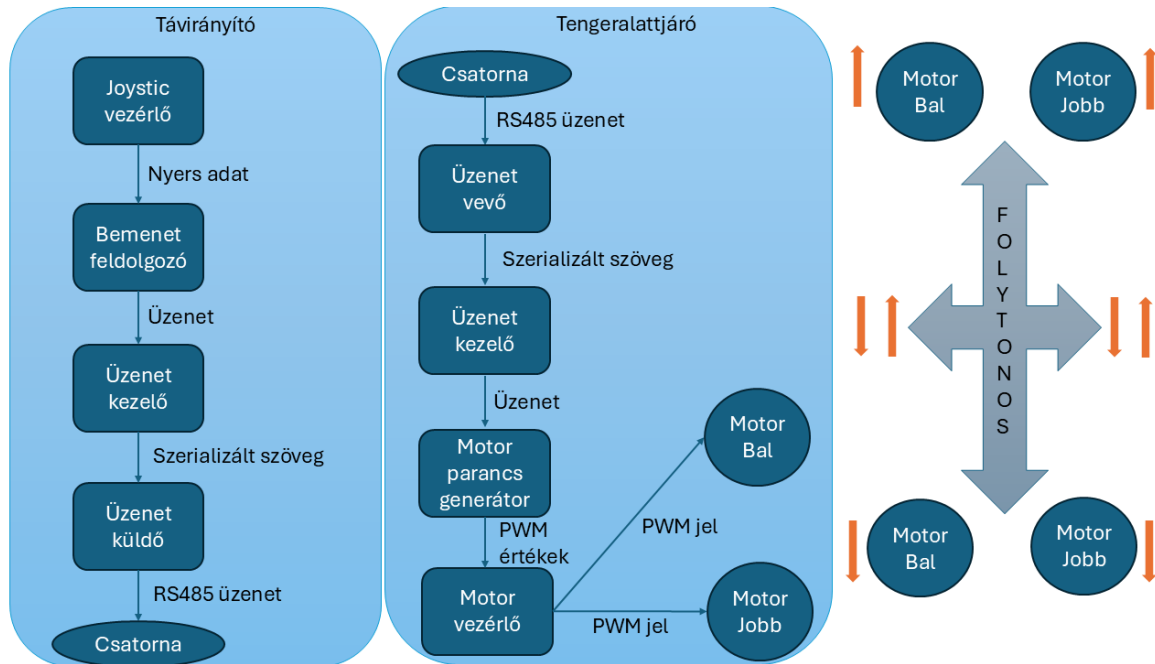 Távirányító
Joystic
vezérlő
Nyers adat
Bemenet
feldolgozó
Üzenet
Üzenet
kezelő
Szerializált szöveg
Üzenet
küldő
RS485 üzenet
Csatorna
Tengeralattjáró
Csatorna
RS485 üzenet
Üzenet
vevő
Szerializált szöveg
Üzenet
kezelő
Üzenet
Motor
parancs
generátor
PWM
értékek
Motor
vezérlő
PWM jel
PWM jel
Motor
Bal
Motor
Jobb
Motor
Bal
Motor
Jobb
FOLYTONOS
Motor
Bal
Motor
Jobb